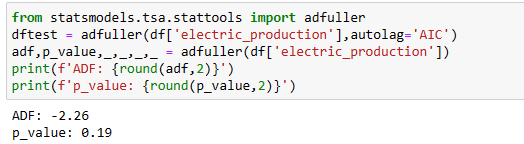 from statsmodels.tsa.stattools import adfuller
dftest = adfuller(df['electric_production'],autolag='AIC')
adf,p_value,_,_,_,_ = adfuller(df['electric_production'])
print(f'ADF: {round(adf,2)}')
print(f'p_value: {round(p_value,2)}')
ADF: -2.26
p_value: 0.19